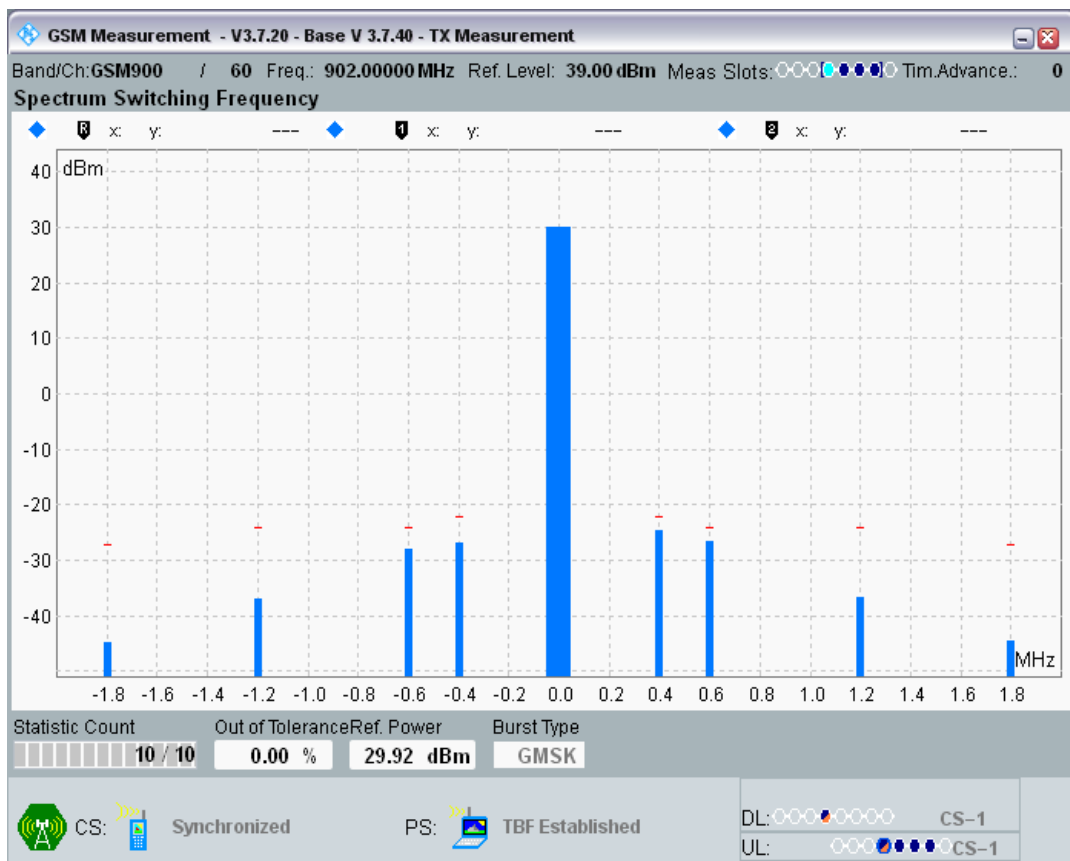 GSM Measurement - V3.7.20 - Base V 3.7.40 - TX Measurement
Band/Ch:GSM900 / 60 Freq.: 902.00000 MHz Ref. Level: 39.00 dBm Meas Slots: Tim.Advance.: 0
Spectrum Switching Frequency
R x: y: --- 1 x: y: --- 2 x: y: ---
dBm
40
30
20
10
0
-10
-20
-30
-40
MHz
-1.8 -1.6 -1.4 -1.2 -1.0 -0.8 -0.6 -0.4 -0.2 0.0 0.2 0.4 0.6 0.8 1.0 1.2 1.4 1.6 1.8
Statistic Count Out of Tolerance Ref. Power Burst Type
10 / 10 0.00 % 29.92 dBm GMSK
CS: Synchronized PS: TBF Established
DL: CS-1
UL: CS-1